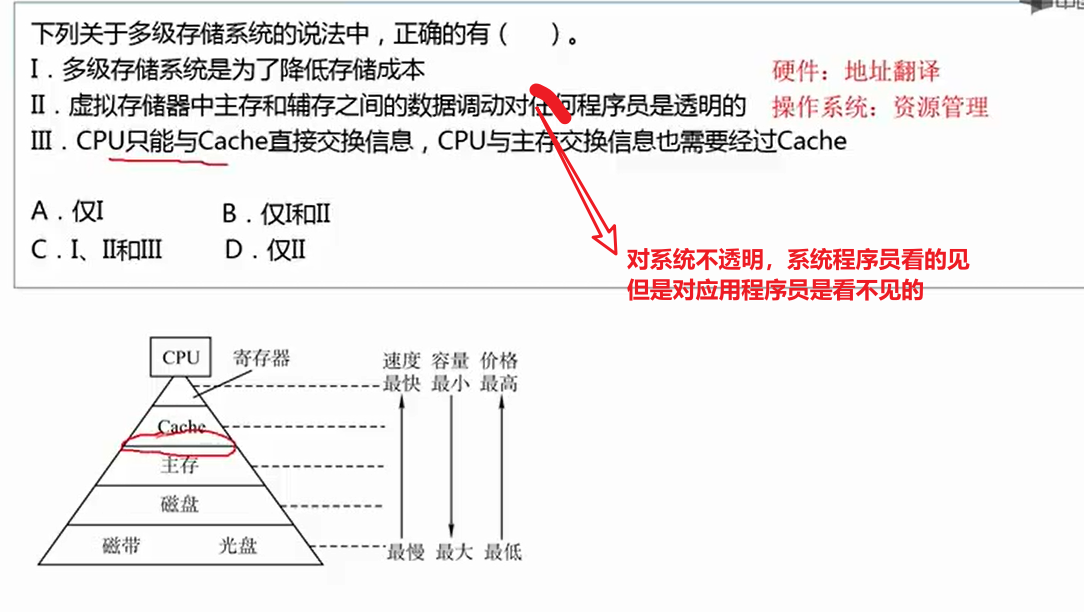 下列关于多级存储系统的说法中，正确的有（ ）。
I．多级存储系统是为了降低存储成本
硬件：地址翻译
II．虚拟存储器中主存和辅存之间的数据调动对任何程序员是透明的
操作系统：资源管理
III．CPU只能与Cache直接交换信息，CPU与主存交换信息也需要经过Cache
A．仅I B．仅I和II
C．I、II和III D．仅II
对系统不透明，系统程序员看的见
但是对应用程序员是看不见的
CPU 寄存器
速度 容量 价格
最快 最小 最高
Cache
主存
磁盘
磁带 光盘
最慢 最大 最低